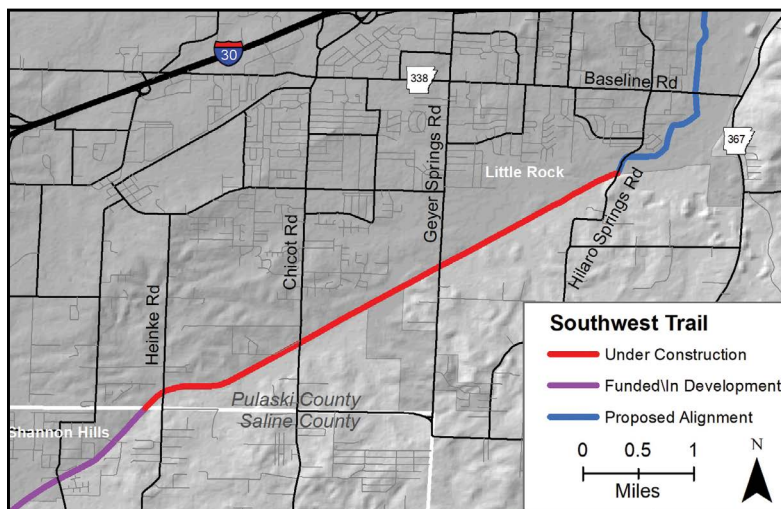 30
338
Baseline Rd
367
Geyer Springs Rd
Little Rock
Hilaro Springs Rd
Chicot Rd
Heinke Rd
Pulaski County
Saline County
Shannon Hills
Southwest Trail
Under Construction
Funded\In Development
Proposed Alignment
0 0.5 1
Miles
N